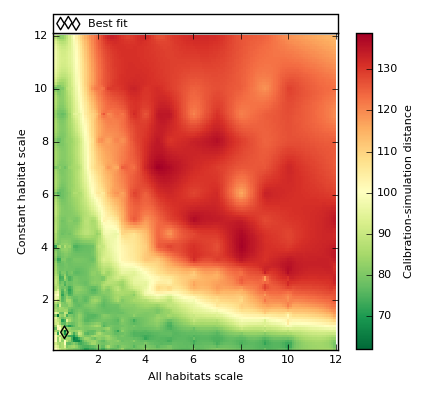 Best fit
12
10
8
6
4
2
Constant habitat scale
2 4 6 8 10 12
All habitats scale
130
120
110
100
90
80
70
Calibration-simulation distance